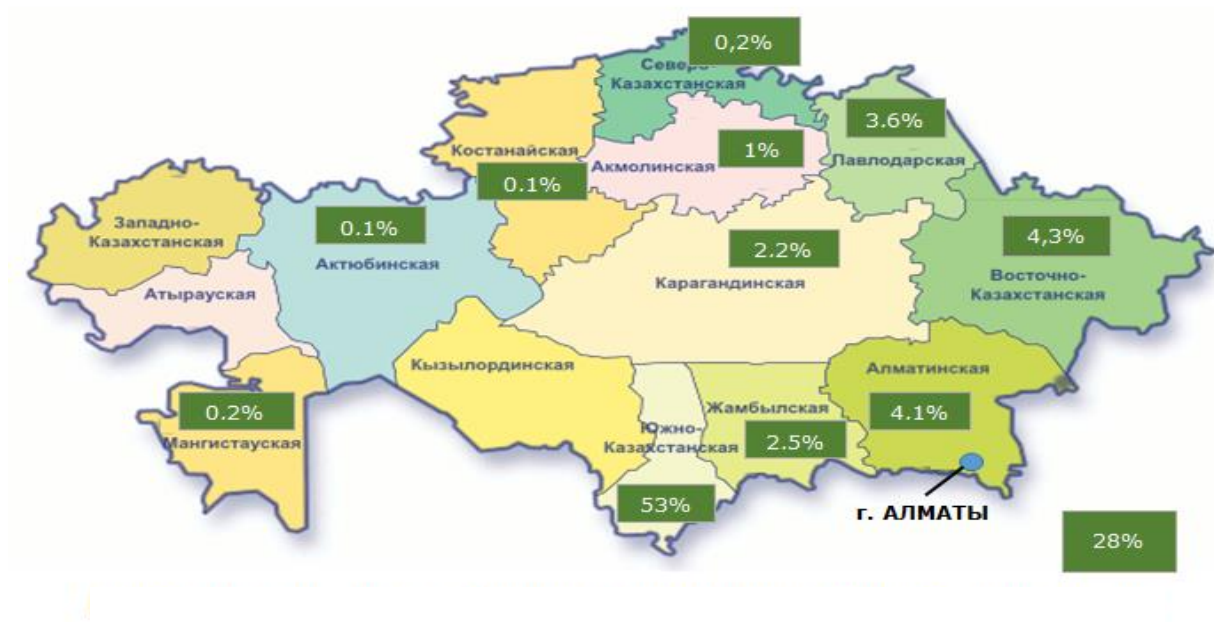 0,2%
Северо-
Казахстанская
3.6%
Костанайская
1%
Акмолинская
Павлодарская
0.1%
Западно-
Казахстанская
0.1%
Актюбинская
2.2%
Карагандинская
4,3%
Восточно-
Казахстанская
Атырауская
Кызылординская
Алматинская
0.2%
Мангистауская
Жамбылская
4.1%
Южно-
Казахстанская
2.5%
53%
г. АЛМАТЫ
28%